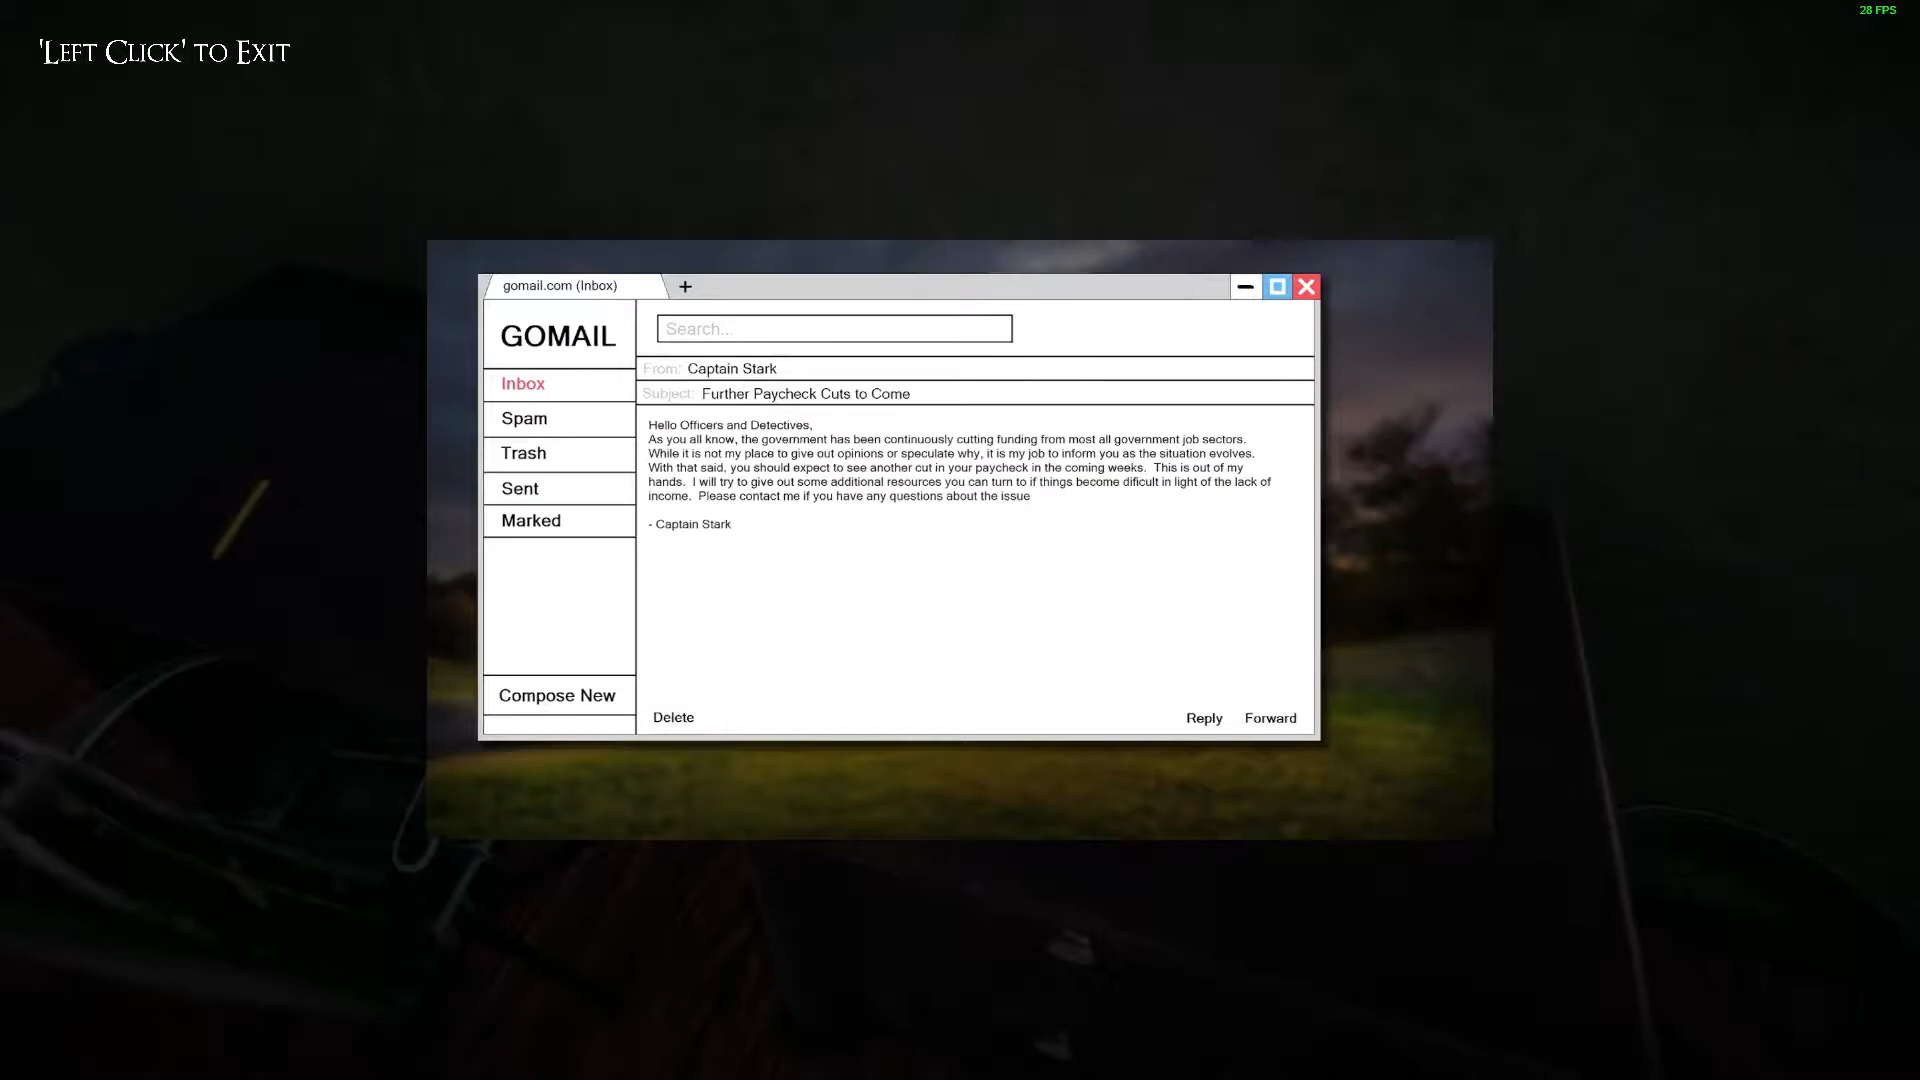 28 FPS
'Left Click' to Exit
gomail.com (Inbox)
+
GOMAIL
Search...
From: Captain Stark
Inbox
Subject: Further Paycheck Cuts to Come
Spam
Trash
Sent
Marked
Hello Officers and Detectives,
As you all know, the government has been continuously cutting funding from most all government job sectors.
While it is not my place to give out opinions or speculate why, it is my job to inform you as the situation evolves.
With that said, you should expect to see another cut in your paycheck in the coming weeks.  This is out of my
hands.  I will try to give out some additional resources you can turn to if things become dificult in light of the lack of
income.  Please contact me if you have any questions about the issue
- Captain Stark
Compose New
Delete
Reply
Forward